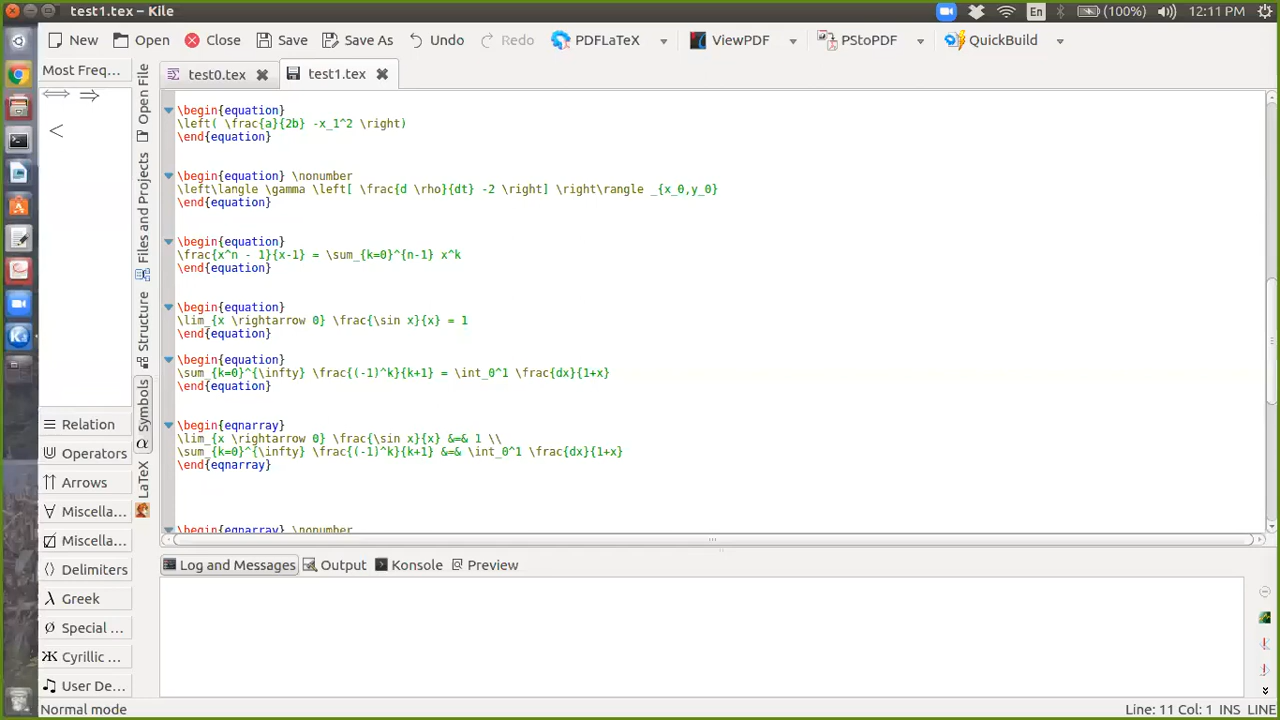 test1.tex – Kile
En
(100%)
12:11 PM
New
Open
Close
Save
Save As
Undo
Redo
PDFLaTeX
ViewPDF
PStoPDF
QuickBuild
Most Freq...
test0.tex
test1.tex
Open File
Files and Projects
Structure
Symbols
LaTeX
⟺ ⇒
<
\begin{equation}
\left( \frac{a}{2b} -x_1^2 \right)
\end{equation}
\begin{equation} \nonumber
\left\langle \gamma \left[ \frac{d \rho}{dt} -2 \right] \right\rangle _{x_0,y_0}
\end{equation}
\begin{equation}
\frac{x^n - 1}{x-1} = \sum_{k=0}^{n-1} x^k
\end{equation}
\begin{equation}
\lim_{x \rightarrow 0} \frac{\sin x}{x} = 1
\end{equation}
\begin{equation}
\sum_{k=0}^{\infty} \frac{(-1)^k}{k+1} = \int_0^1 \frac{dx}{1+x}
\end{equation}
\begin{eqnarray}
\lim_{x \rightarrow 0} \frac{\sin x}{x} &=& 1 \\
\sum_{k=0}^{\infty} \frac{(-1)^k}{k+1} &=& \int_0^1 \frac{dx}{1+x}
\end{eqnarray}
\begin{eqnarray} \nonumber
Relation
Operators
Arrows
Miscella...
Miscella...
Delimiters
Greek
Special ...
Cyrillic ...
User De...
Log and Messages
Output
Konsole
Preview
Normal mode
Line: 11 Col: 1 INS LINE